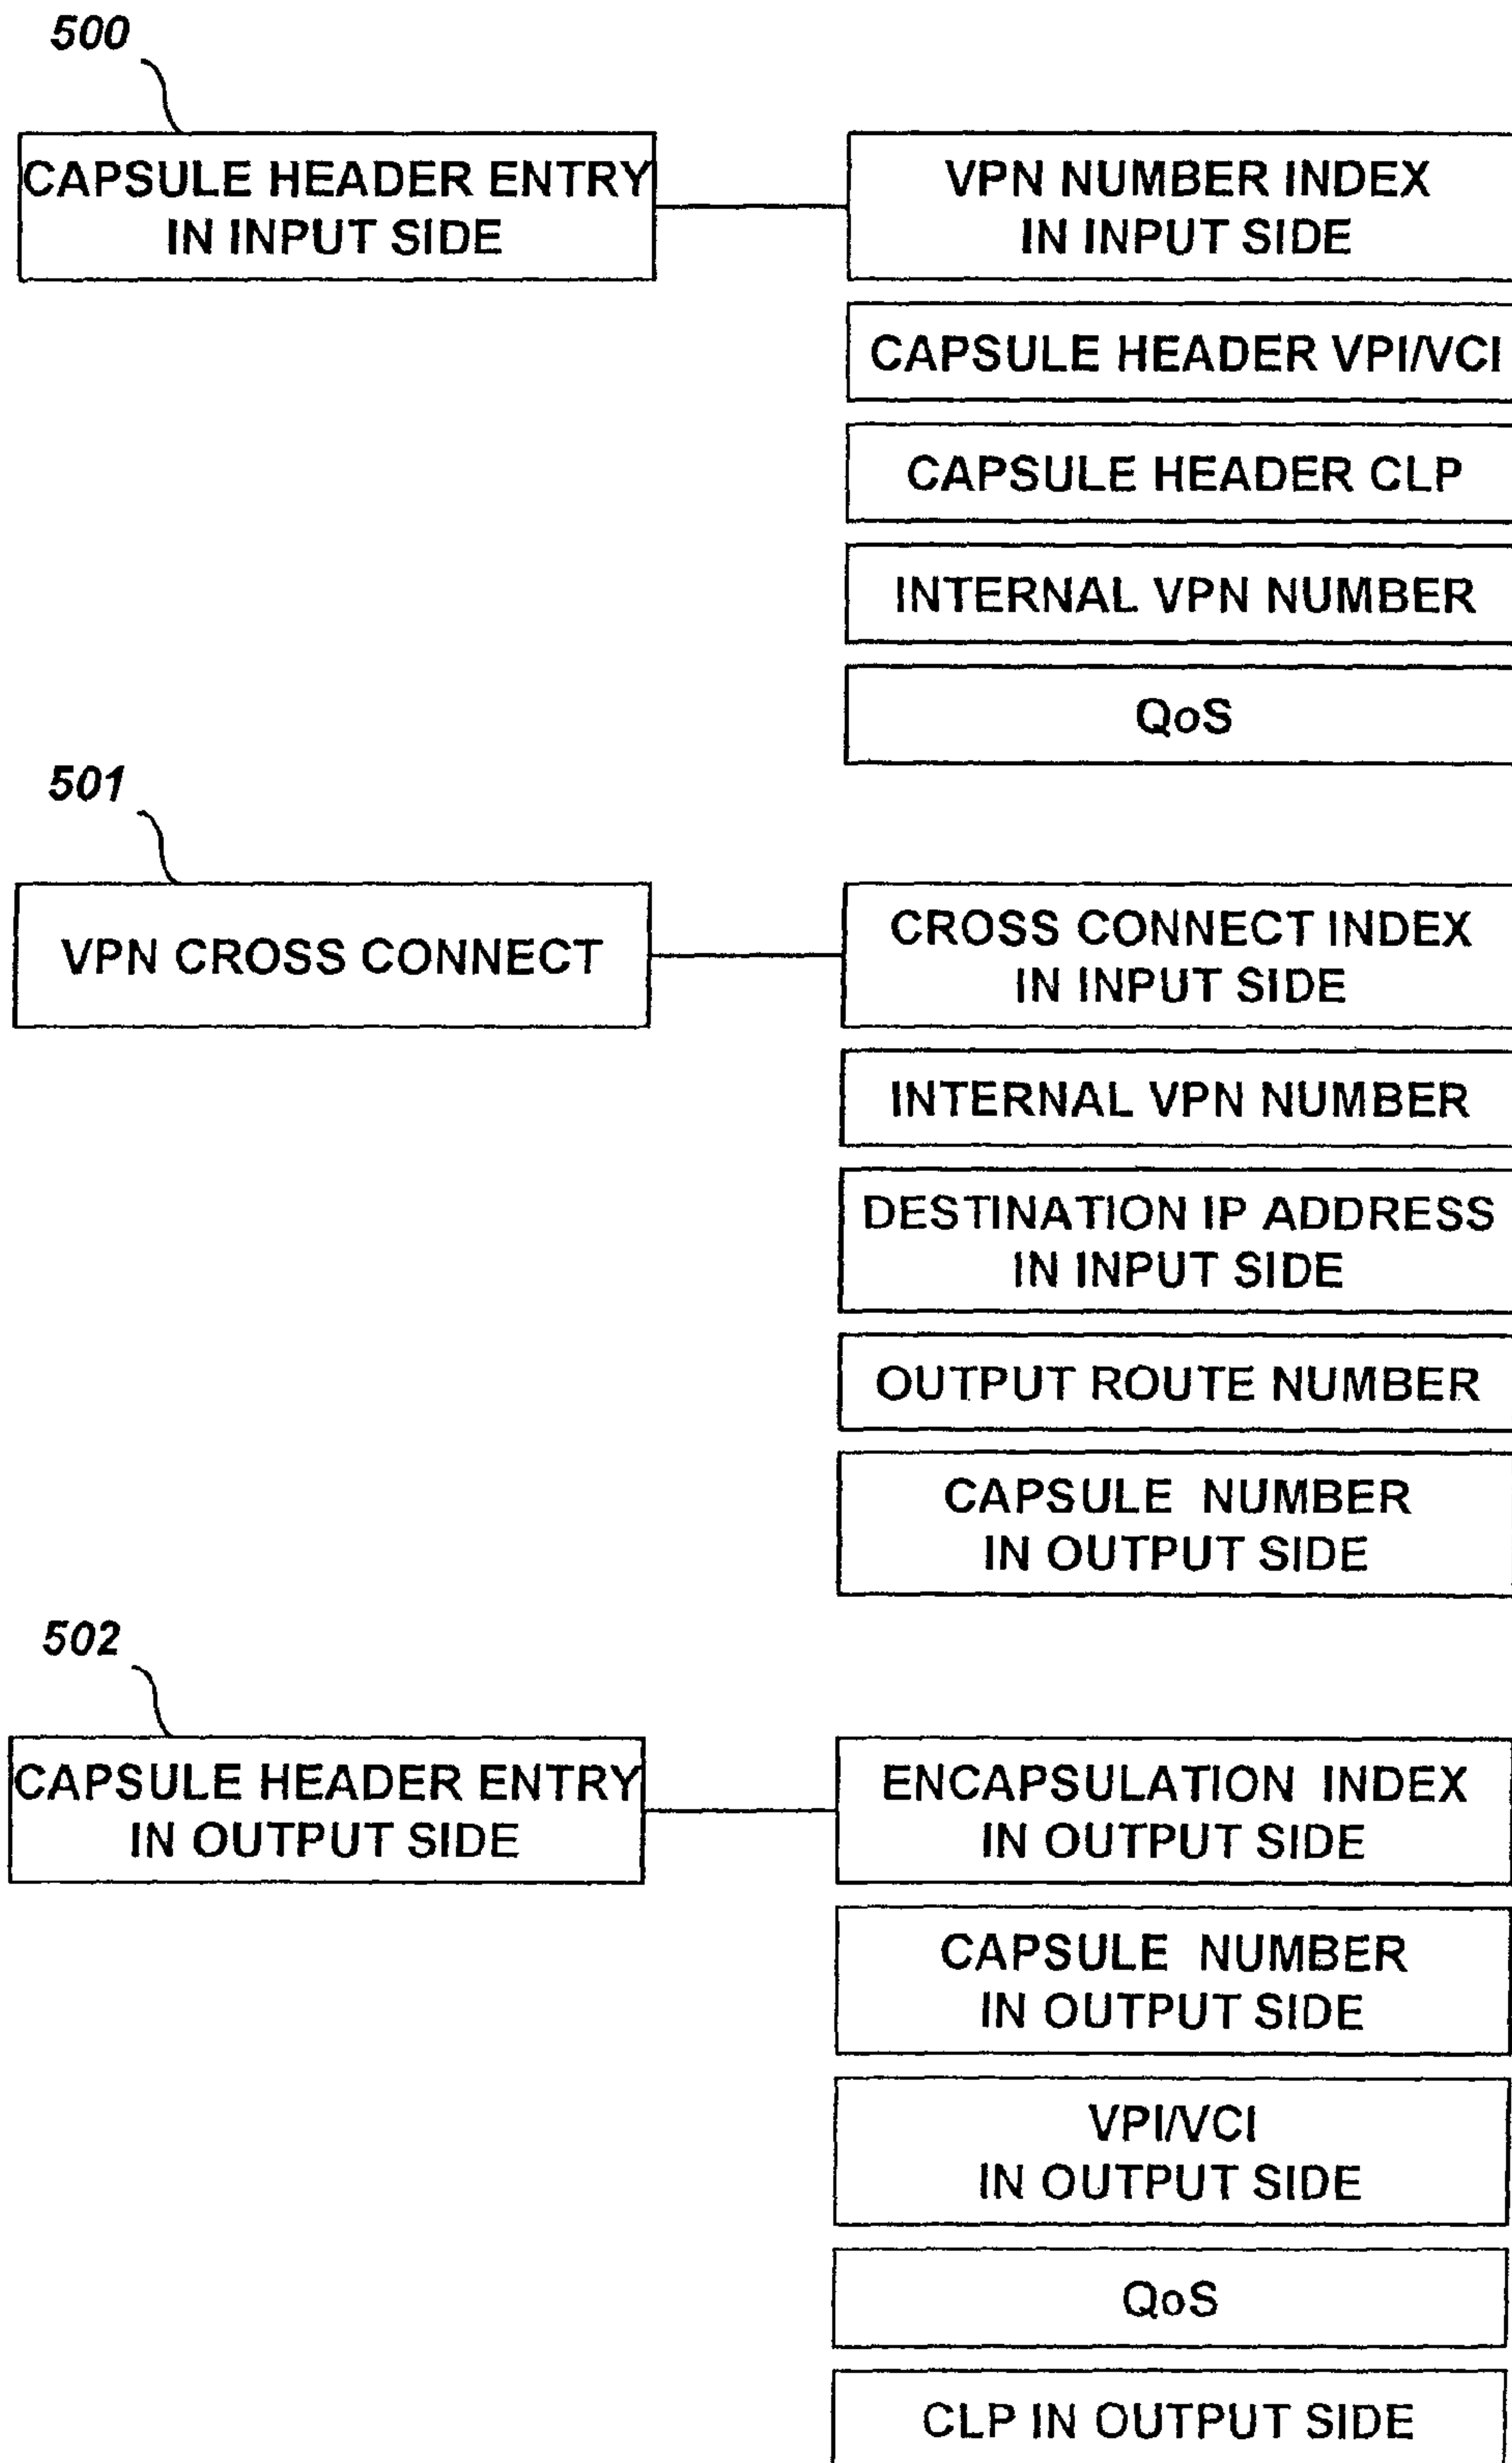 500
CAPSULE HEADER ENTRY
IN INPUT SIDE
VPN NUMBER INDEX
IN INPUT SIDE
CAPSULE HEADER VPI/VCI
CAPSULE HEADER CLP
INTERNAL VPN NUMBER
QoS
501
VPN CROSS CONNECT
CROSS CONNECT INDEX
IN INPUT SIDE
INTERNAL VPN NUMBER
DESTINATION IP ADDRESS
IN INPUT SIDE
OUTPUT ROUTE NUMBER
CAPSULE NUMBER
IN OUTPUT SIDE
502
CAPSULE HEADER ENTRY
IN OUTPUT SIDE
ENCAPSULATION INDEX
IN OUTPUT SIDE
CAPSULE NUMBER
IN OUTPUT SIDE
VPI/VCI
IN OUTPUT SIDE
QoS
CLP IN OUTPUT SIDE